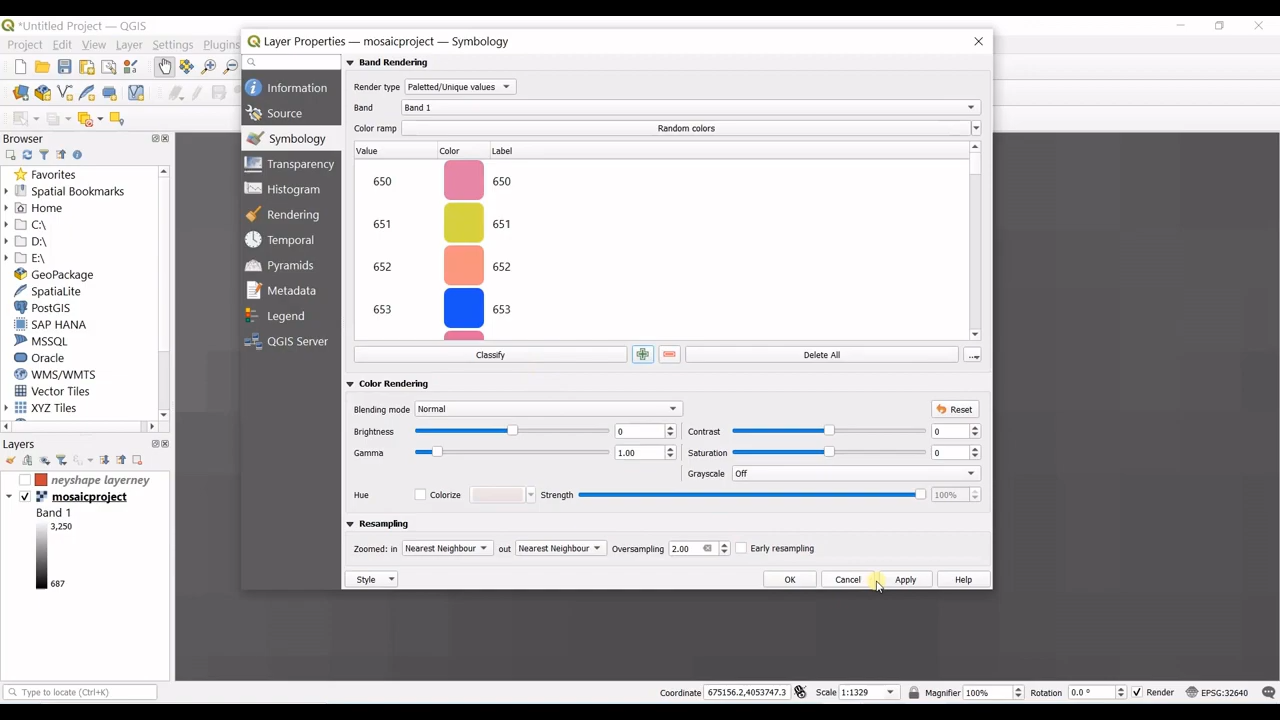 *Untitled Project — QGIS
Project Edit View Layer Settings Plugins
Layer Properties — mosaicproject — Symbology
Information
Source
Symbology
Transparency
Histogram
Rendering
Temporal
Pyramids
Metadata
Legend
QGIS Server
Band Rendering
Render type Paletted/Unique values
Band Band 1
Color ramp Random colors
Value Color Label
650 650
651 651
652 652
653 653
Classify Delete All ...
Color Rendering
Blending mode Normal Reset
Brightness 0 Contrast 0
Gamma 1.00 Saturation 0
Grayscale Off
Hue Colorize Strength 100%
Resampling
Zoomed: in Nearest Neighbour out Nearest Neighbour Oversampling 2.00 Early resampling
Style OK Cancel Apply Help
Browser
Favorites
Spatial Bookmarks
Home
C:\
D:\
E:\
GeoPackage
SpatiaLite
PostGIS
SAP HANA
MSSQL
Oracle
WMS/WMTS
Vector Tiles
XYZ Tiles
Layers
neyshape layerney
mosaicproject
Band 1
3,250
687
Type to locate (Ctrl+K) Coordinate 675156.2,4053747.3 Scale 1:1329 Magnifier 100% Rotation 0.0 ° Render EPSG:32640